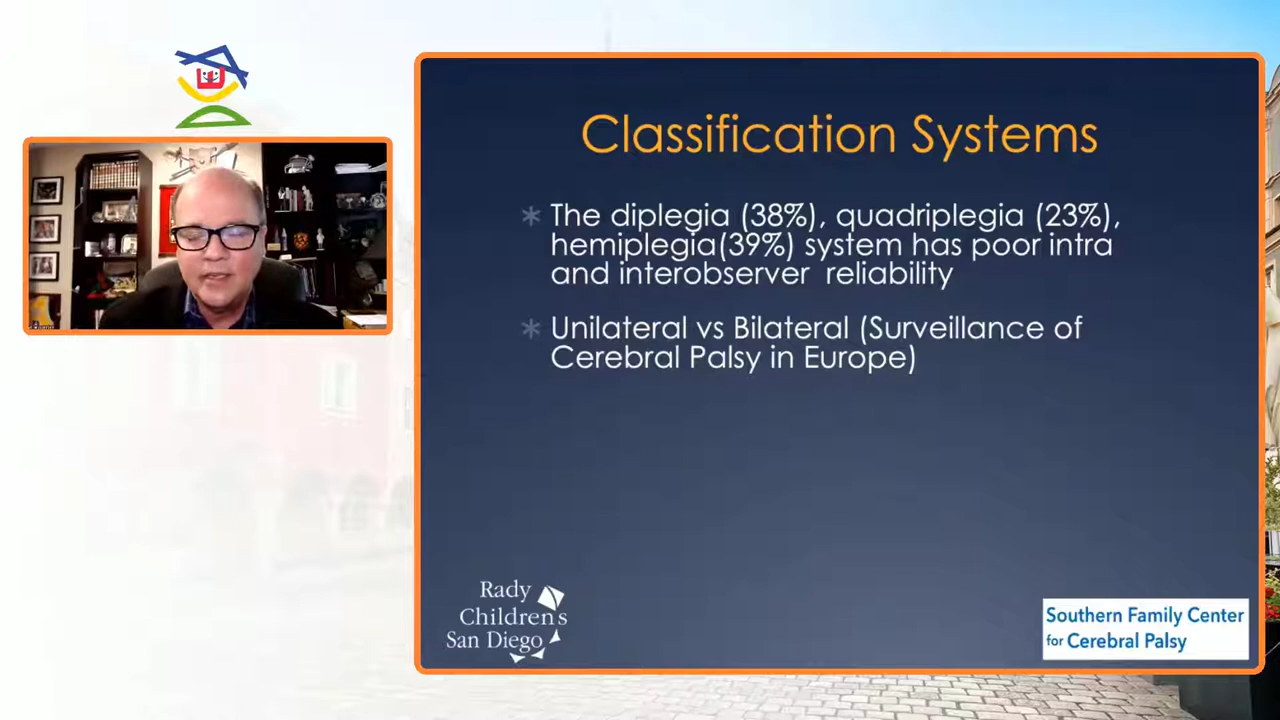 Classification Systems
* The diplegia (38%), quadriplegia (23%),
hemiplegia(39%) system has poor intra
and interobserver reliability
* Unilateral vs Bilateral (Surveillance of
Cerebral Palsy in Europe)
Rady
Children's
San Diego
Southern Family Center
for Cerebral Palsy